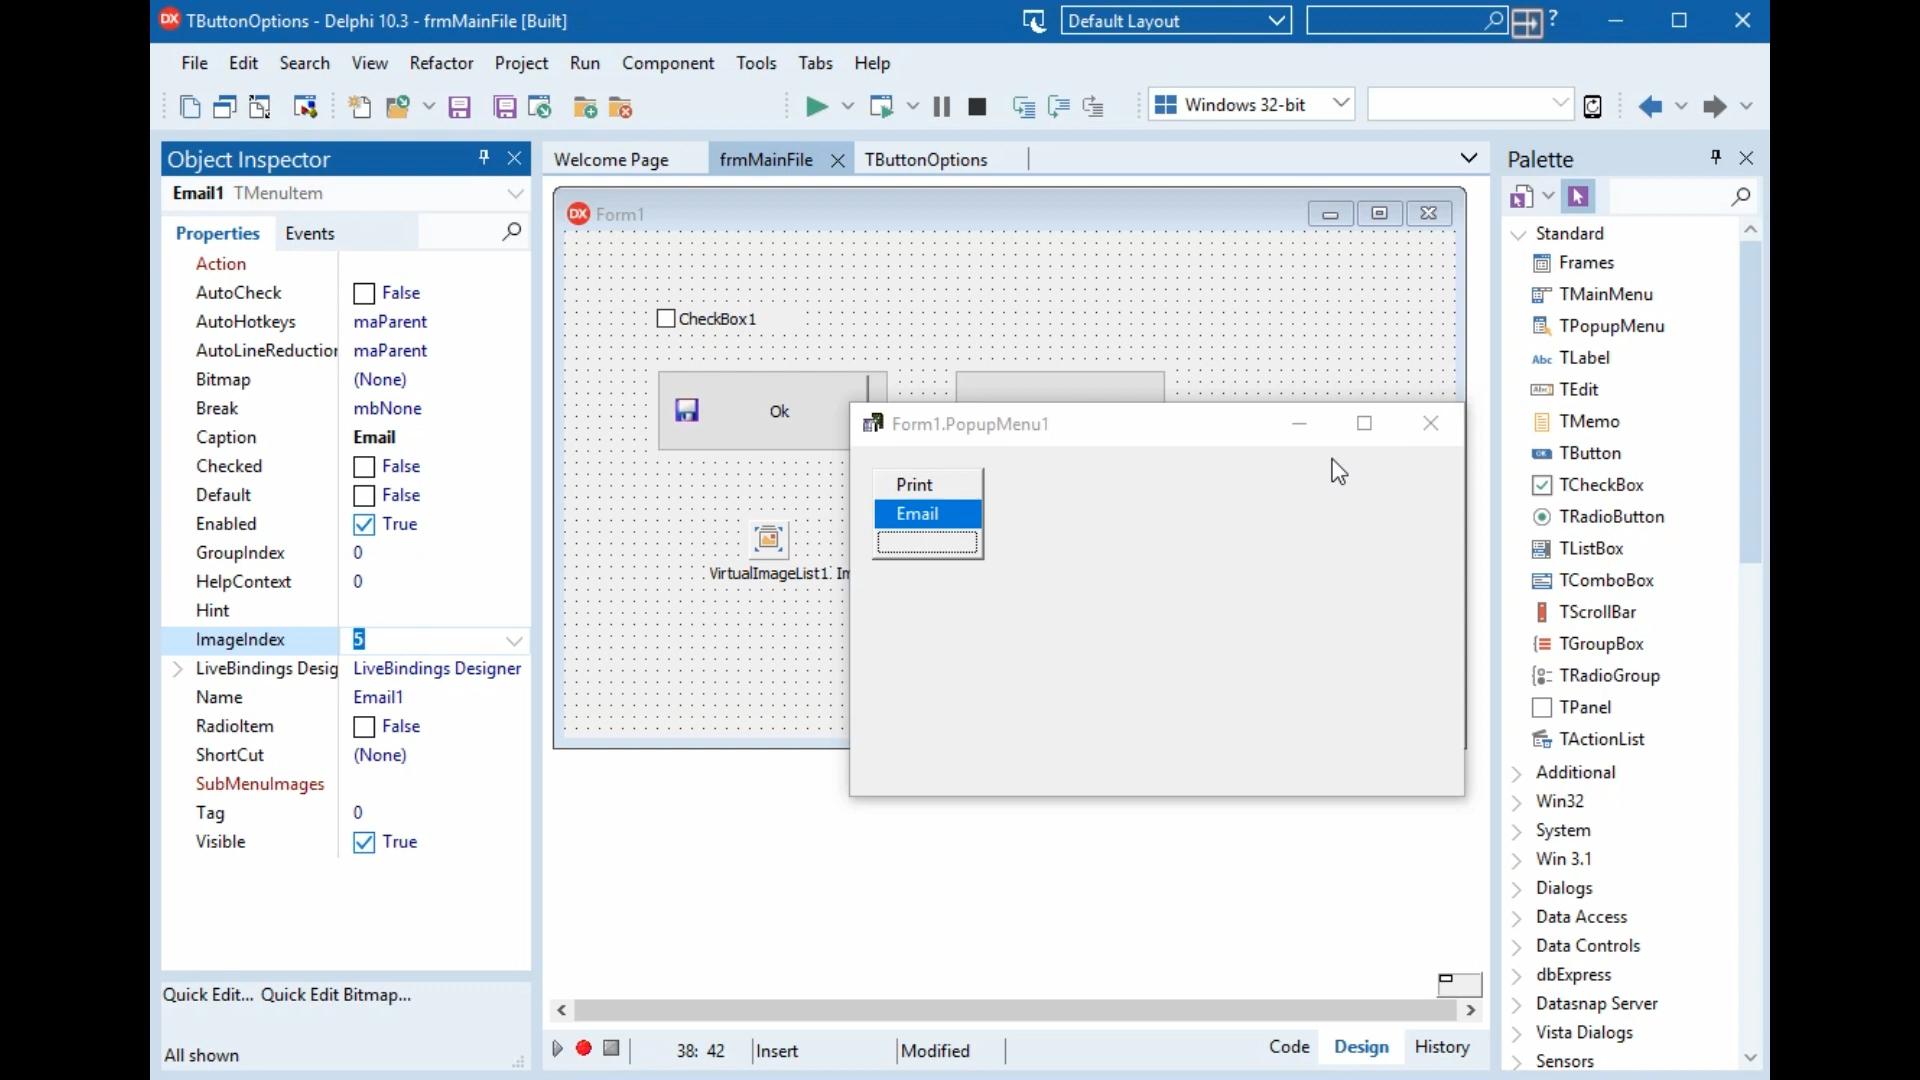 TButtonOptions - Delphi 10.3 - frmMainFile [Built]
Default Layout
?
File Edit Search View Refactor Project Run Component Tools Tabs Help
Windows 32-bit
Object Inspector
Email1 TMenuItem
Properties Events
Action
AutoCheck False
AutoHotkeys maParent
AutoLineReduction maParent
Bitmap (None)
Break mbNone
Caption Email
Checked False
Default False
Enabled True
GroupIndex 0
HelpContext 0
Hint
ImageIndex 5
LiveBindings Desig LiveBindings Designer
Name Email1
RadioItem False
ShortCut (None)
SubMenuImages
Tag 0
Visible True
Quick Edit... Quick Edit Bitmap...
All shown
Welcome Page frmMainFile TButtonOptions
DX Form1
CheckBox1
Ok
VirtualImageList1 Im
Form1.PopupMenu1
Print
Email
38: 42 Insert Modified
Code Design History
Palette
Standard
Frames
TMainMenu
TPopupMenu
Abc TLabel
TEdit
TMemo
TButton
TCheckBox
TRadioButton
TListBox
TComboBox
TScrollBar
TGroupBox
TRadioGroup
TPanel
TActionList
Additional
Win32
System
Win 3.1
Dialogs
Data Access
Data Controls
dbExpress
Datasnap Server
Vista Dialogs
Sensors